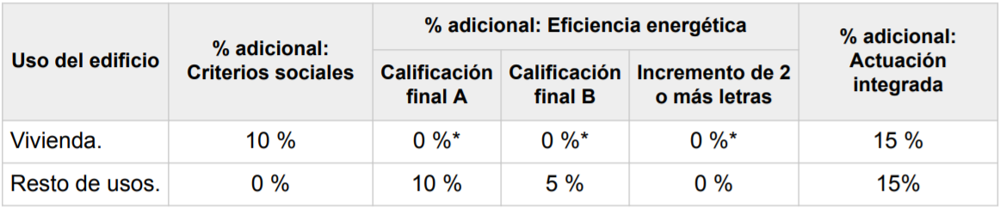 Uso del edificio
% adicional:
Criterios sociales
% adicional: Eficiencia energética
% adicional:
Actuación
integrada
Calificación
final A
Calificación
final B
Incremento de 2
o más letras
Vivienda. 10 % 0 %* 0 %* 0 %* 15 %
Resto de usos. 0 % 10 % 5 % 0 % 15%